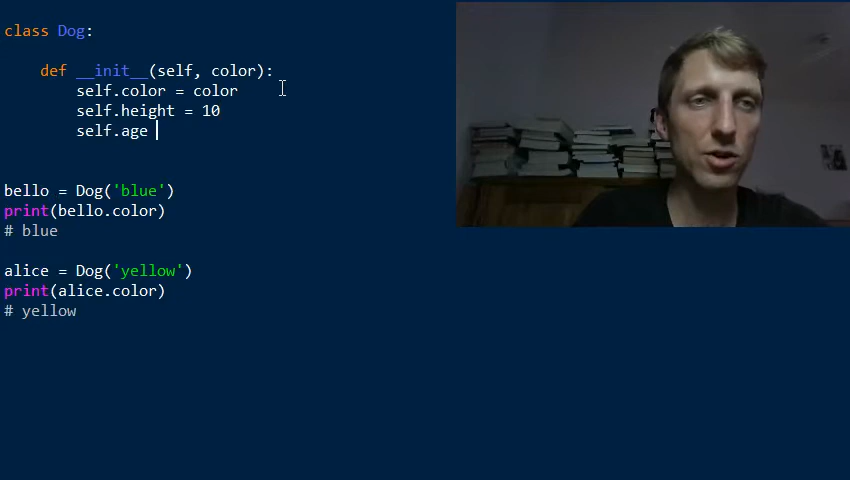 class Dog:
def __init__(self, color):
self.color = color
self.height = 10
self.age
bello = Dog('blue')
print(bello.color)
# blue
alice = Dog('yellow')
print(alice.color)
# yellow